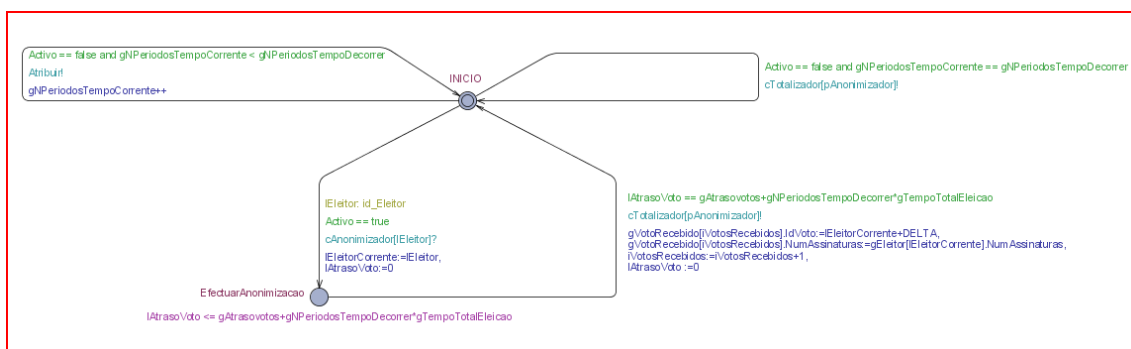 Activo == false and gNPeriodosTempoCorrente < gNPeriodosTempoDecorrer
Atribuir!
gNPeriodosTempoCorrente++
INICIO
Activo == false and gNPeriodosTempoCorrente == gNPeriodosTempoDecorrer
cTotalizador[pAnonimizador]!
lEleitor: id_Eleitor
Activo == true
cAnonimizador[lEleitor]?
lEleitorCorrente:=lEleitor,
lAtrasoVoto:=0
lAtrasoVoto == gAtrasovotos+gNPeriodosTempoDecorrer*gTempoTotalEleicao
cTotalizador[pAnonimizador]!
gVotoRecebido[iVotosRecebidos].IdVoto:=lEleitorCorrente+DELTA,
gVotoRecebido[iVotosRecebidos].NumAssinaturas:=gEleitor[lEleitorCorrente].NumAssinaturas,
iVotosRecebidos:=iVotosRecebidos+1,
lAtrasoVoto :=0
EfectuarAnonimizacao
lAtrasoVoto <= gAtrasovotos+gNPeriodosTempoDecorrer*gTempoTotalEleicao